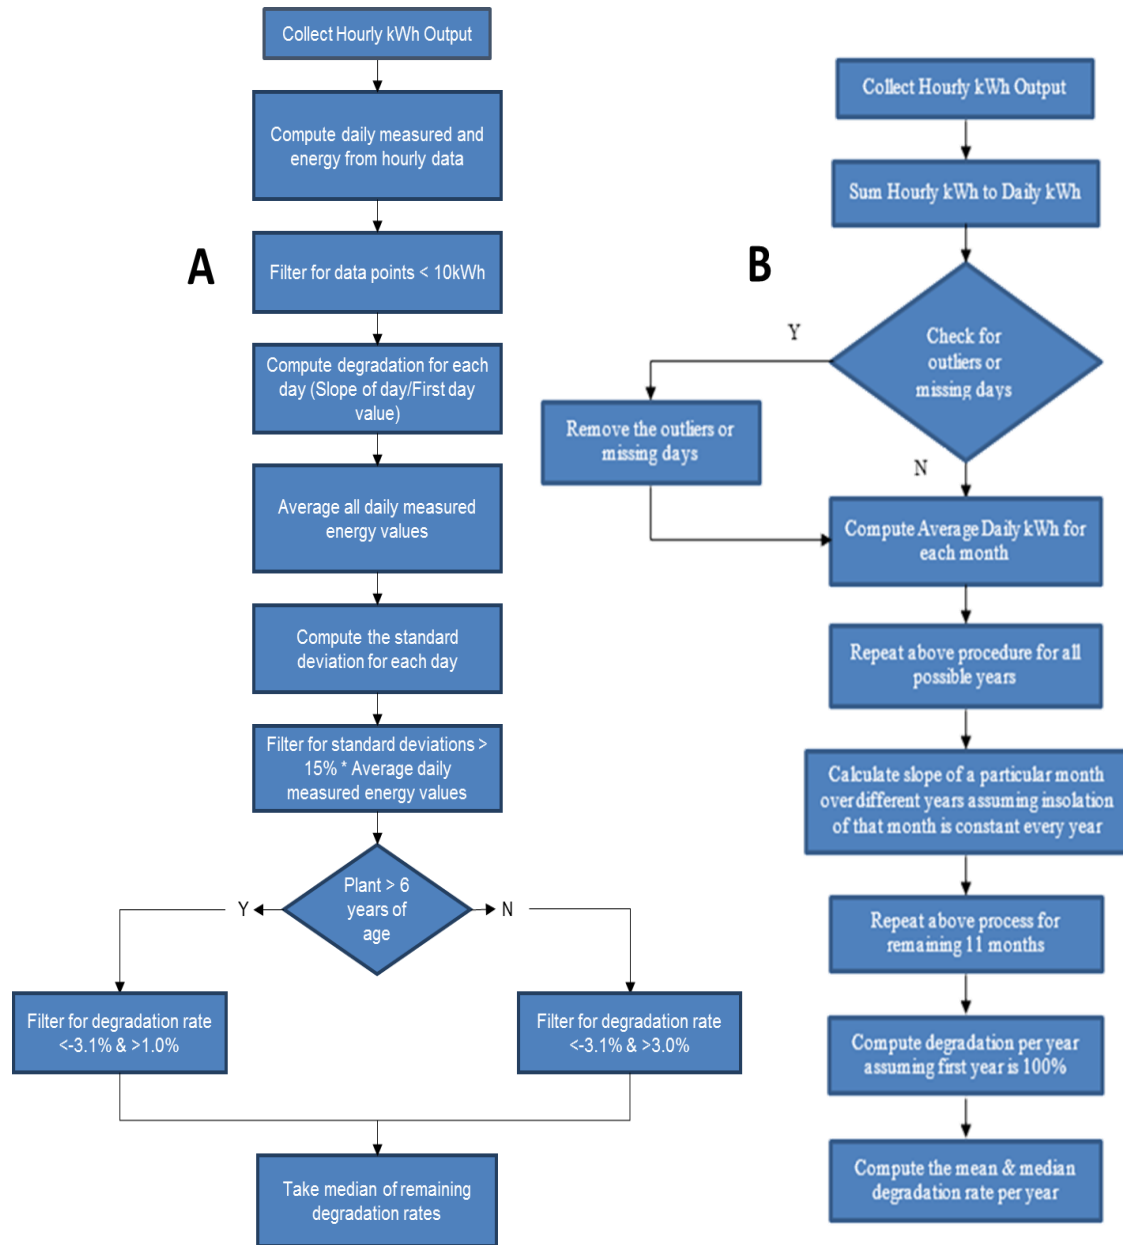 Collect Hourly kWh Output
Compute daily measured and
energy from hourly data
A
Filter for data points < 10kWh
Compute degradation for each
day (Slope of day/First day
value)
Average all daily measured
energy values
Compute the standard
deviation for each day
Filter for standard deviations >
15% * Average daily
measured energy values
Plant > 6
years of
age
Y
N
Filter for degradation rate
<-3.1% & >1.0%
Filter for degradation rate
<-3.1% & >3.0%
Take median of remaining
degradation rates
Collect Hourly kWh Output
Sum Hourly kWh to Daily kWh
B
Check for
outliers or
missing days
Y
N
Remove the outliers or
missing days
Compute Average Daily kWh for
each month
Repeat above procedure for all
possible years
Calculate slope of a particular month
over different years assuming insolation
of that month is constant every year
Repeat above process for
remaining 11 months
Compute degradation per year
assuming first year is 100%
Compute the mean & median
degradation rate per year